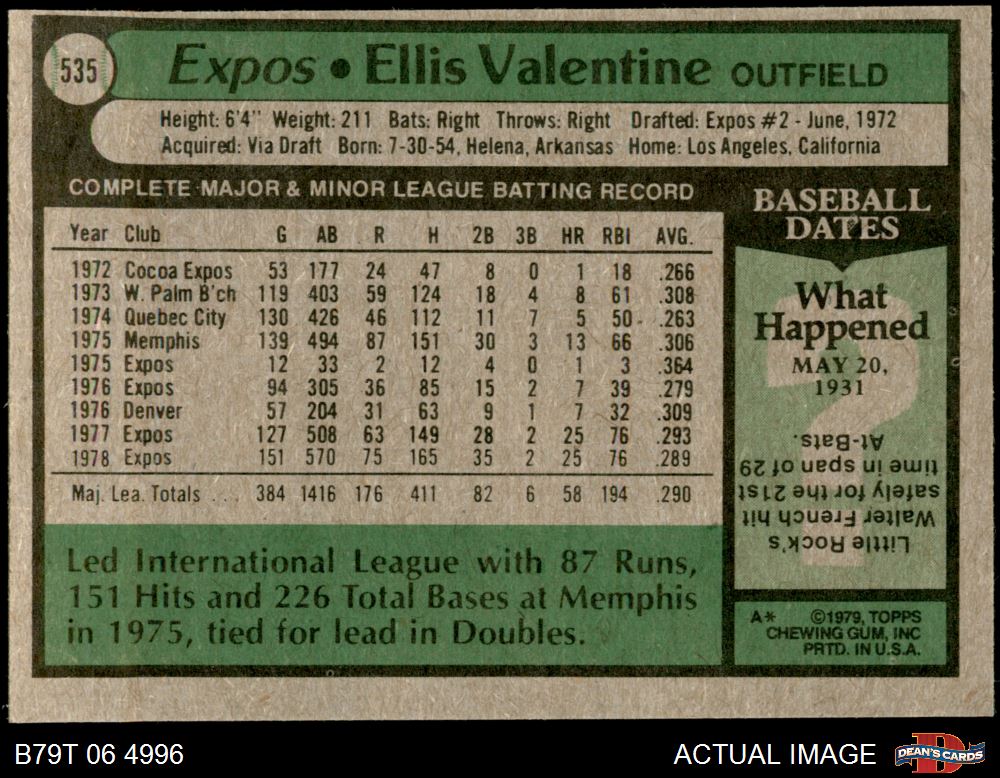 535
Expos • Ellis Valentine OUTFIELD
Height: 6'4" Weight: 211 Bats: Right Throws: Right Drafted: Expos #2 - June, 1972
Acquired: Via Draft Born: 7-30-54, Helena, Arkansas Home: Los Angeles, California
COMPLETE MAJOR & MINOR LEAGUE BATTING RECORD
Year Club G AB R H 2B 3B HR RBI AVG.
1972 Cocoa Expos 53 177 24 47 8 0 1 18 .266
1973 W. Palm B'ch 119 403 59 124 18 4 8 61 .308
1974 Quebec City 130 426 46 112 11 7 5 50 .263
1975 Memphis 139 494 87 151 30 3 13 66 .306
1975 Expos 12 33 2 12 4 0 1 3 .364
1976 Expos 94 305 36 85 15 2 7 39 .279
1976 Denver 57 204 31 63 9 1 7 32 .309
1977 Expos 127 508 63 149 28 2 25 76 .293
1978 Expos 151 570 75 165 35 2 25 76 .289
Maj. Lea. Totals ... 384 1416 176 411 82 6 58 194 .290
Led International League with 87 Runs,
151 Hits and 226 Total Bases at Memphis
in 1975, tied for lead in Doubles.
BASEBALL
DATES
What
Happened
MAY 20,
1931
Little Rock's
Walter French hit
safely for the 21st
time in span of 29
At-Bats.
A* ©1979, TOPPS
CHEWING GUM, INC
PRTD. IN U.S.A.
B79T 06 4996
ACTUAL IMAGE
D
DEAN'S CARDS